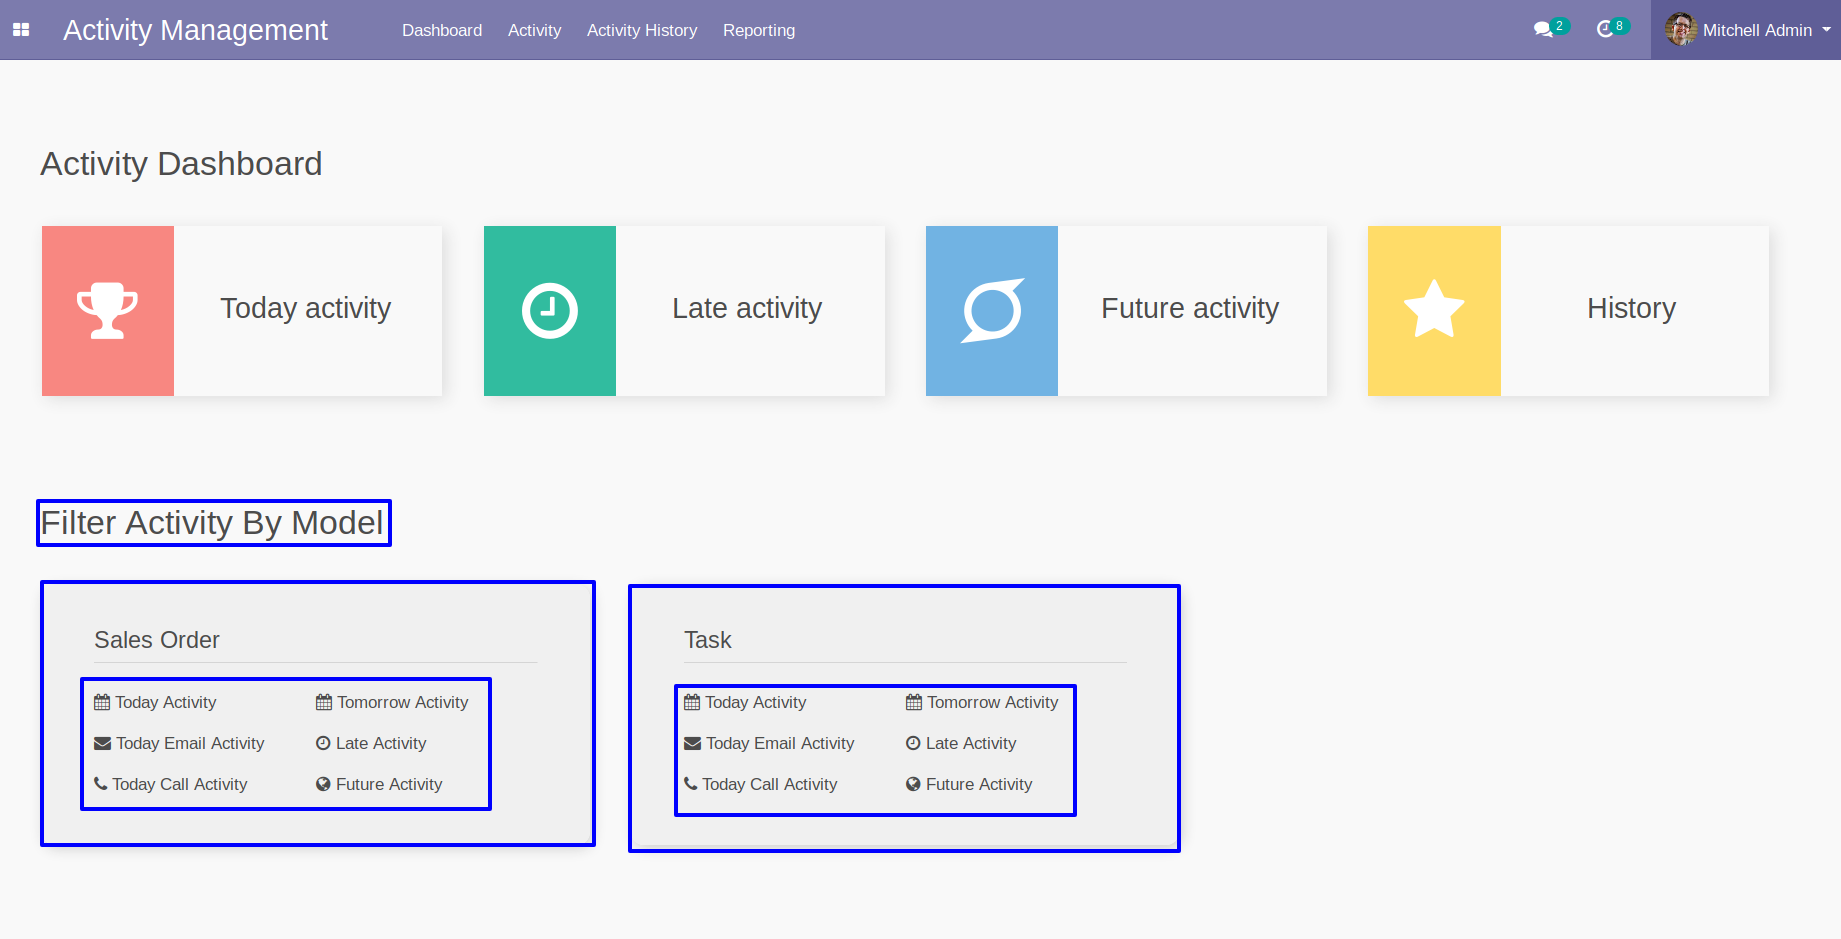 Activity Management Dashboard Activity Activity History Reporting 2 8 Mitchell Admin
Activity Dashboard
Today activity
Late activity
Future activity
History
Filter Activity By Model
Sales Order
Today Activity Tomorrow Activity
Today Email Activity Late Activity
Today Call Activity Future Activity
Task
Today Activity Tomorrow Activity
Today Email Activity Late Activity
Today Call Activity Future Activity